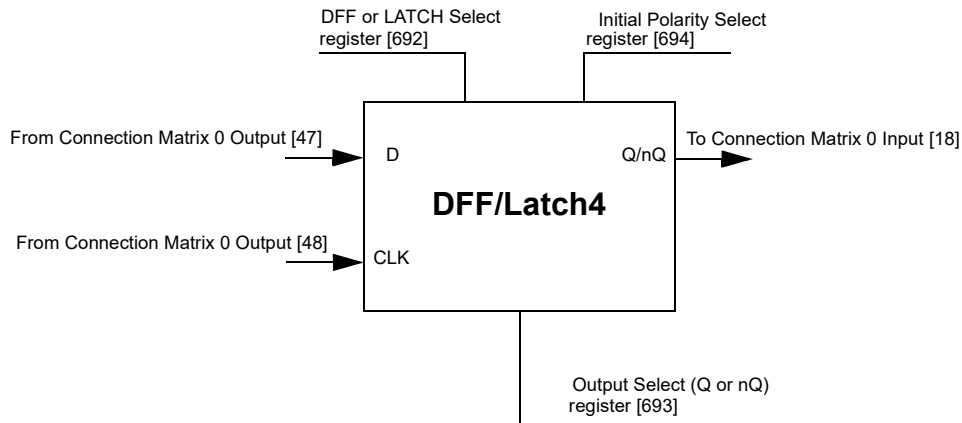 DFF or LATCH Select
register [692]
Initial Polarity Select
register [694]
From Connection Matrix 0 Output [47]
D
Q/nQ
To Connection Matrix 0 Input [18]
DFF/Latch4
From Connection Matrix 0 Output [48]
CLK
Output Select (Q or nQ)
register [693]